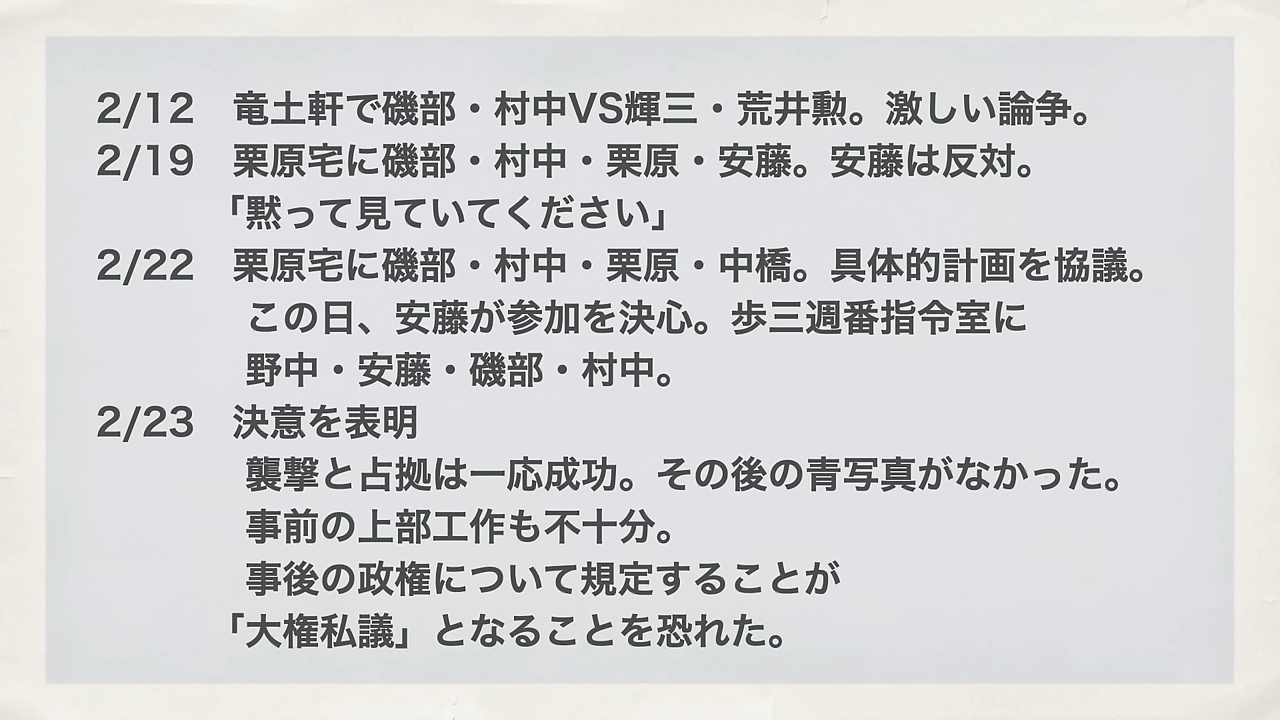 2/12　竜土軒で磯部・村中VS輝三・荒井勲。激しい論争。
2/19　栗原宅に磯部・村中・栗原・安藤。安藤は反対。
「黙って見ていてください」
2/22　栗原宅に磯部・村中・栗原・中橋。具体的計画を協議。
この日、安藤が参加を決心。歩三週番指令室に
野中・安藤・磯部・村中。
2/23　決意を表明
襲撃と占拠は一応成功。その後の青写真がなかった。
事前の上部工作も不十分。
事後の政権について規定することが
「大権私議」となることを恐れた。